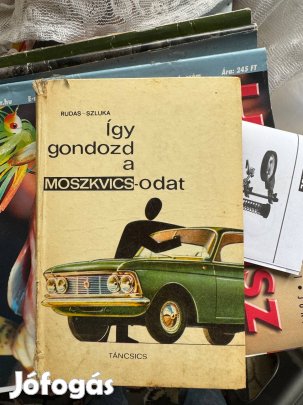 Ára: 245 FT
RUDAS-SZLUKA
Így
gondozd
a
MOSZKVICS-odat
TÁNCSICS
Jófogás